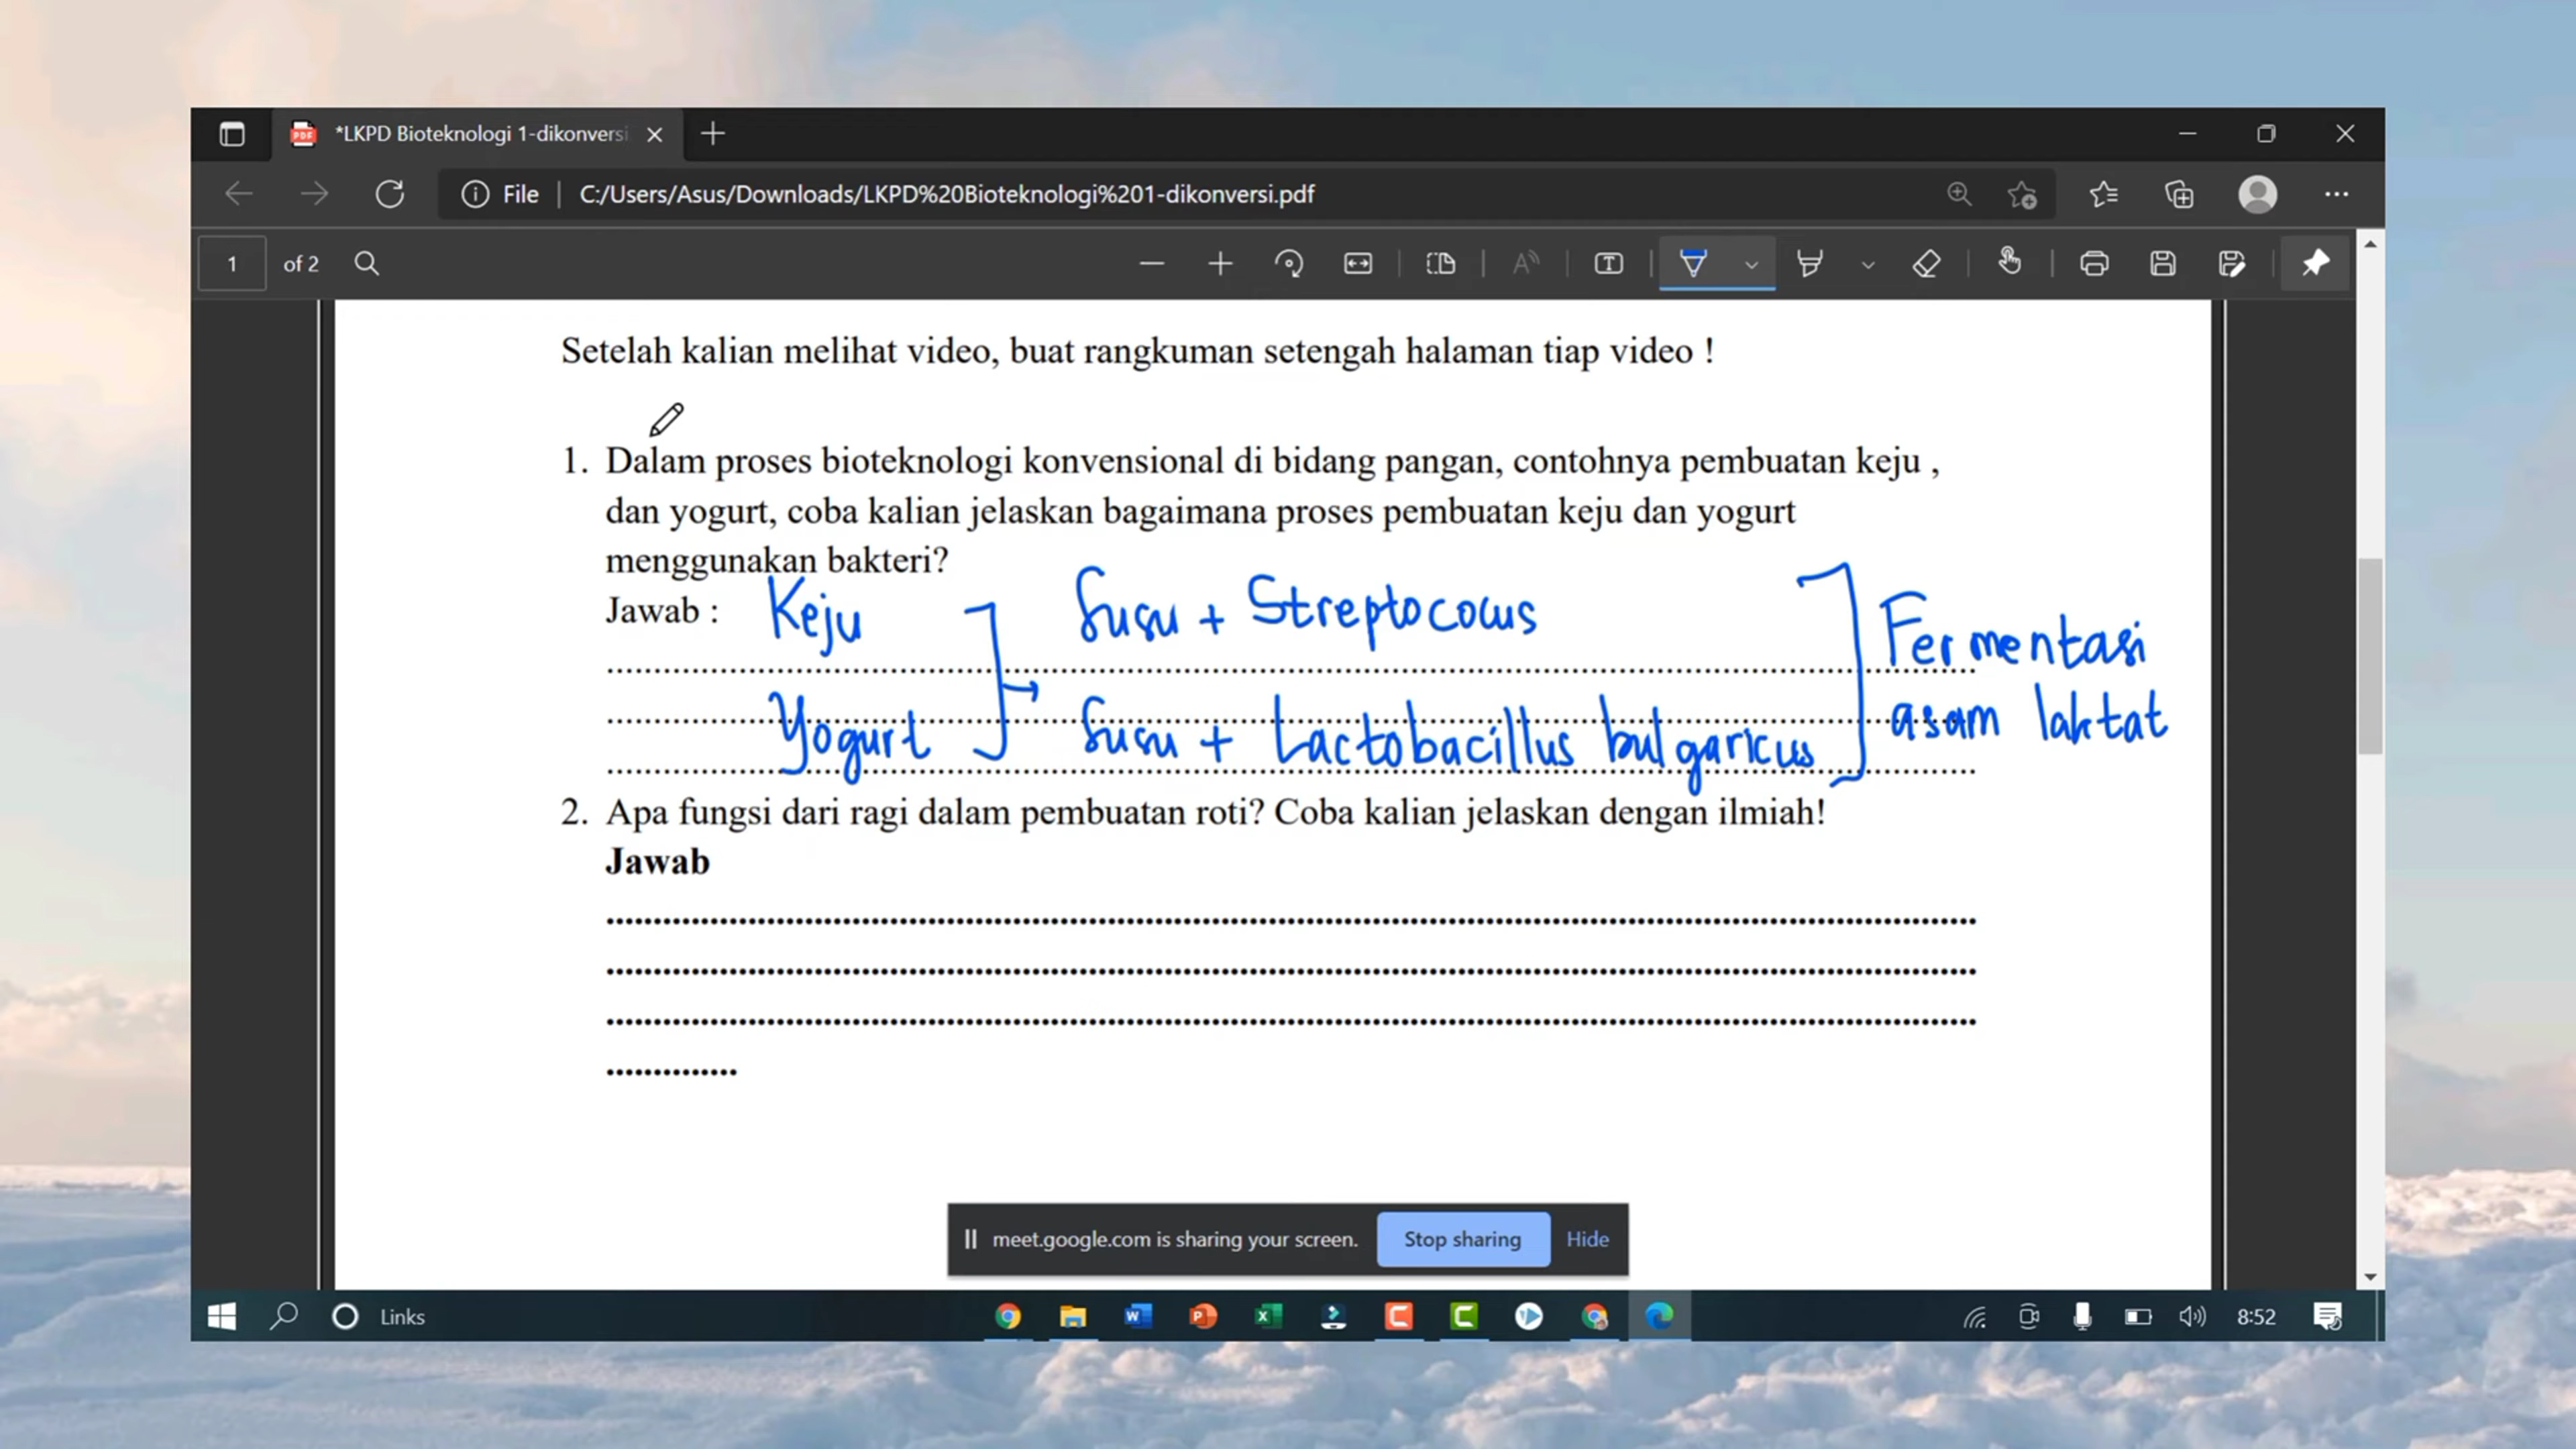 *LKPD Bioteknologi 1-dikonversi
File C:/Users/Asus/Downloads/LKPD%20Bioteknologi%201-dikonversi.pdf
1 of 2
Setelah kalian melihat video, buat rangkuman setengah halaman tiap video !
1. Dalam proses bioteknologi konvensional di bidang pangan, contohnya pembuatan keju ,
dan yogurt, coba kalian jelaskan bagaimana proses pembuatan keju dan yogurt
menggunakan bakteri?
Jawab : Keju Susu + Streptococus Fermentasi
Yogurt Susu + Lactobacillus bulgaricus asam laktat
2. Apa fungsi dari ragi dalam pembuatan roti? Coba kalian jelaskan dengan ilmiah!
Jawab
meet.google.com is sharing your screen. Stop sharing Hide
Links 8:52